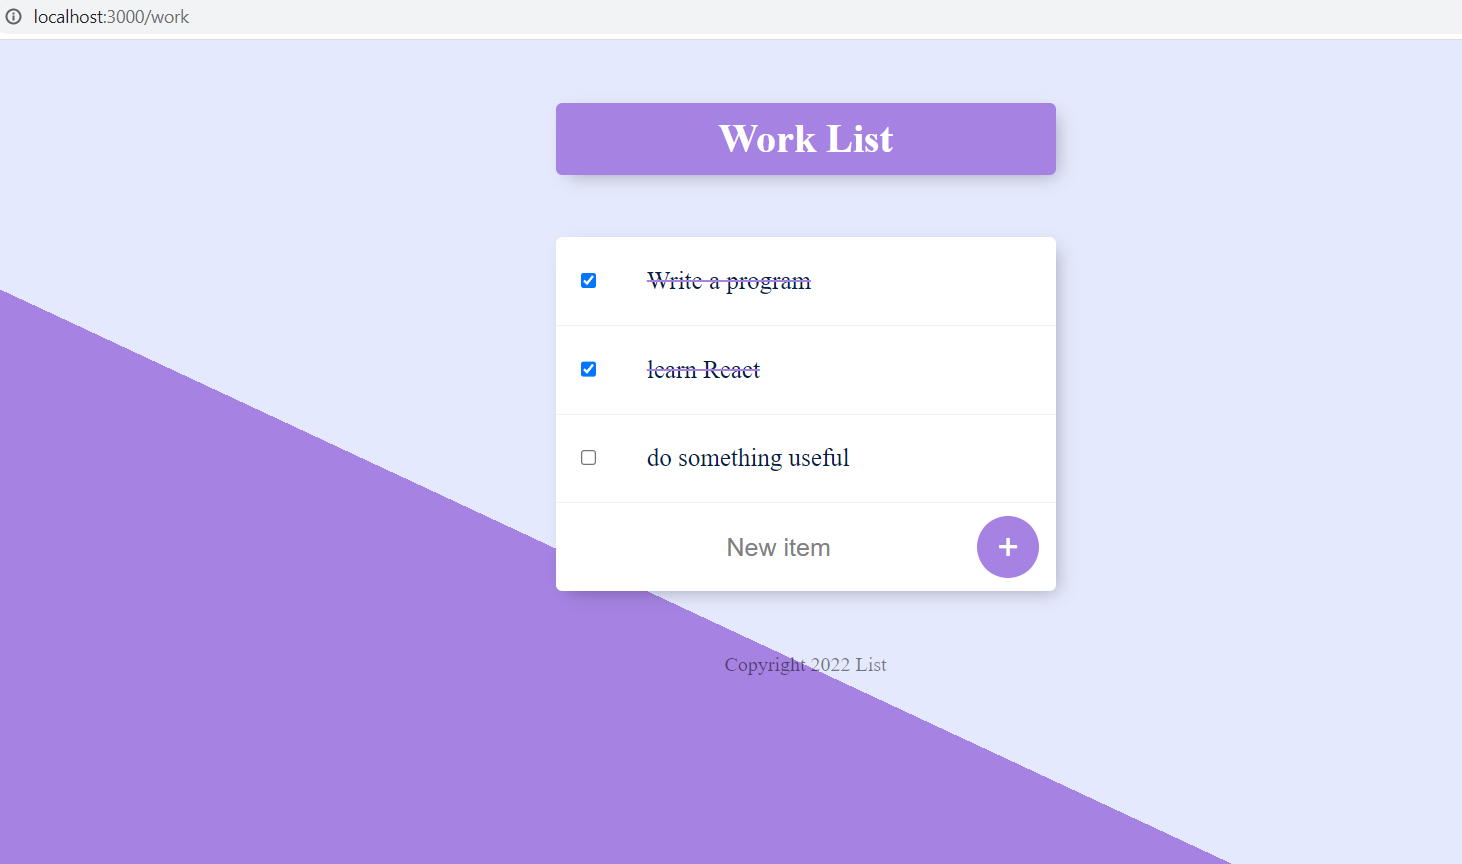 localhost:3000/work
Work List
Write a program
learn React
do something useful
New item
+
Copyright 2022 List